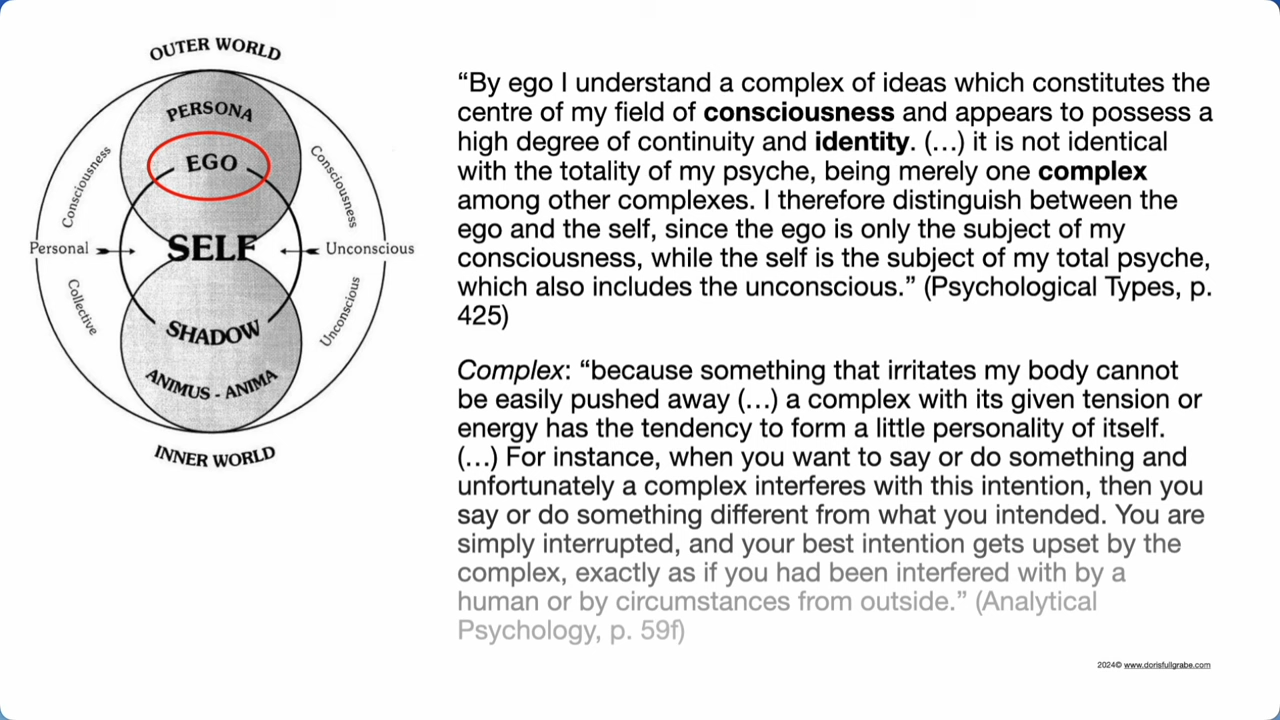 OUTER WORLD
PERSONA
EGO
Consciousness
Consciousness
Personal
SELF
Unconscious
Collective
Unconscious
SHADOW
ANIMUS - ANIMA
INNER WORLD
“By ego I understand a complex of ideas which constitutes the
centre of my field of consciousness and appears to possess a
high degree of continuity and identity. (…) it is not identical
with the totality of my psyche, being merely one complex
among other complexes. I therefore distinguish between the
ego and the self, since the ego is only the subject of my
consciousness, while the self is the subject of my total psyche,
which also includes the unconscious.” (Psychological Types, p.
425)
Complex: “because something that irritates my body cannot
be easily pushed away (…) a complex with its given tension or
energy has the tendency to form a little personality of itself.
(…) For instance, when you want to say or do something and
unfortunately a complex interferes with this intention, then you
say or do something different from what you intended. You are
simply interrupted, and your best intention gets upset by the
complex, exactly as if you had been interfered with by a
human or by circumstances from outside.” (Analytical
Psychology, p. 59f)
2024© www.dorisfullgrabe.com